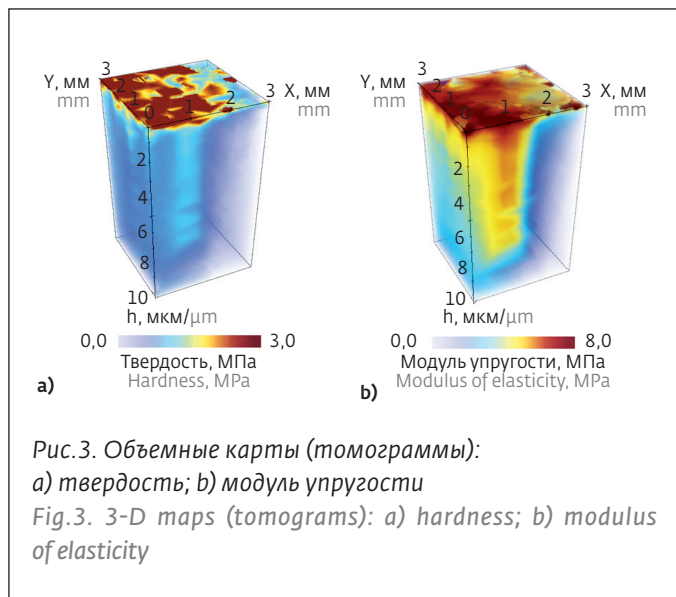 Y, мм
mm
3
2
1
0
1
2
3
X, мм
mm
2
4
6
8
10
h, мкм/µm
0,0
3,0
Твердость, МПа
Hardness, MPa
a)
Y, мм
mm
3
2
1
0
1
2
3
X, мм
mm
2
4
6
8
10
h, мкм/µm
0,0
8,0
Модуль упругости, МПа
Modulus of elasticity, MPa
b)
Рис.3. Объемные карты (томограммы):
а) твердость; b) модуль упругости
Fig.3. 3-D maps (tomograms): a) hardness; b) modulus
of elasticity